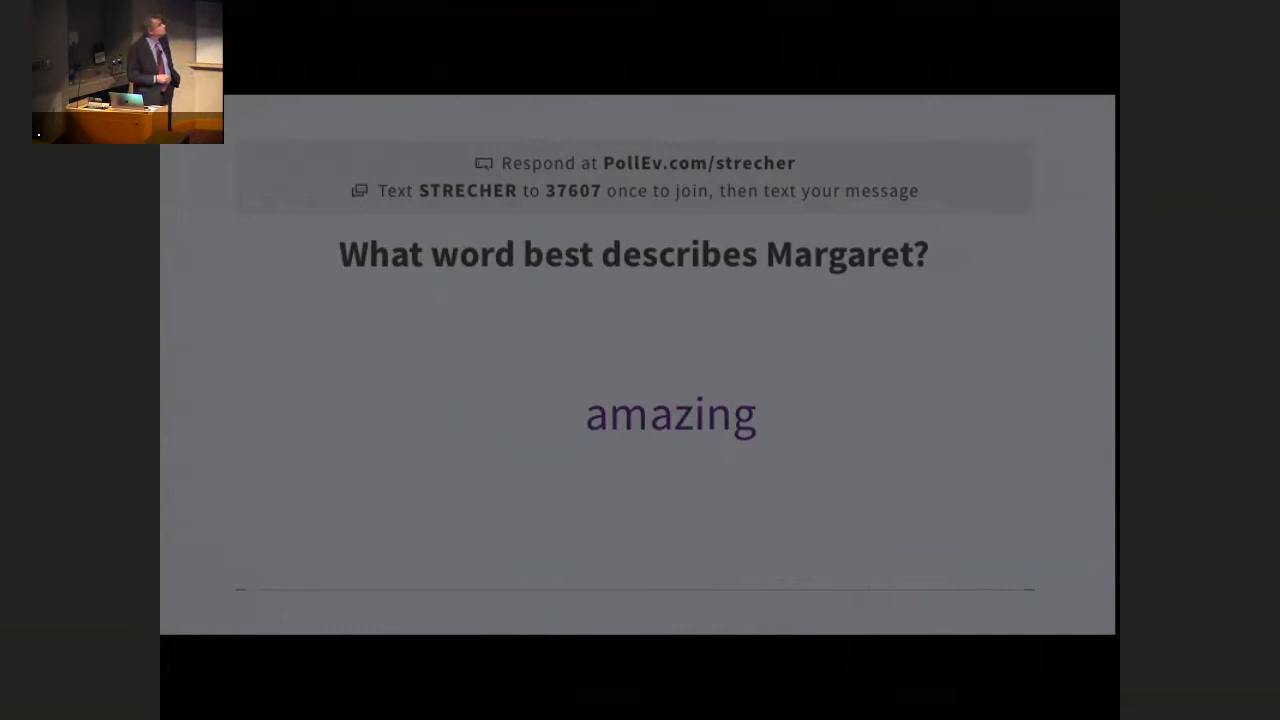 Respond at PollEv.com/strecher
Text STRECHER to 37607 once to join, then text your message
What word best describes Margaret?
amazing